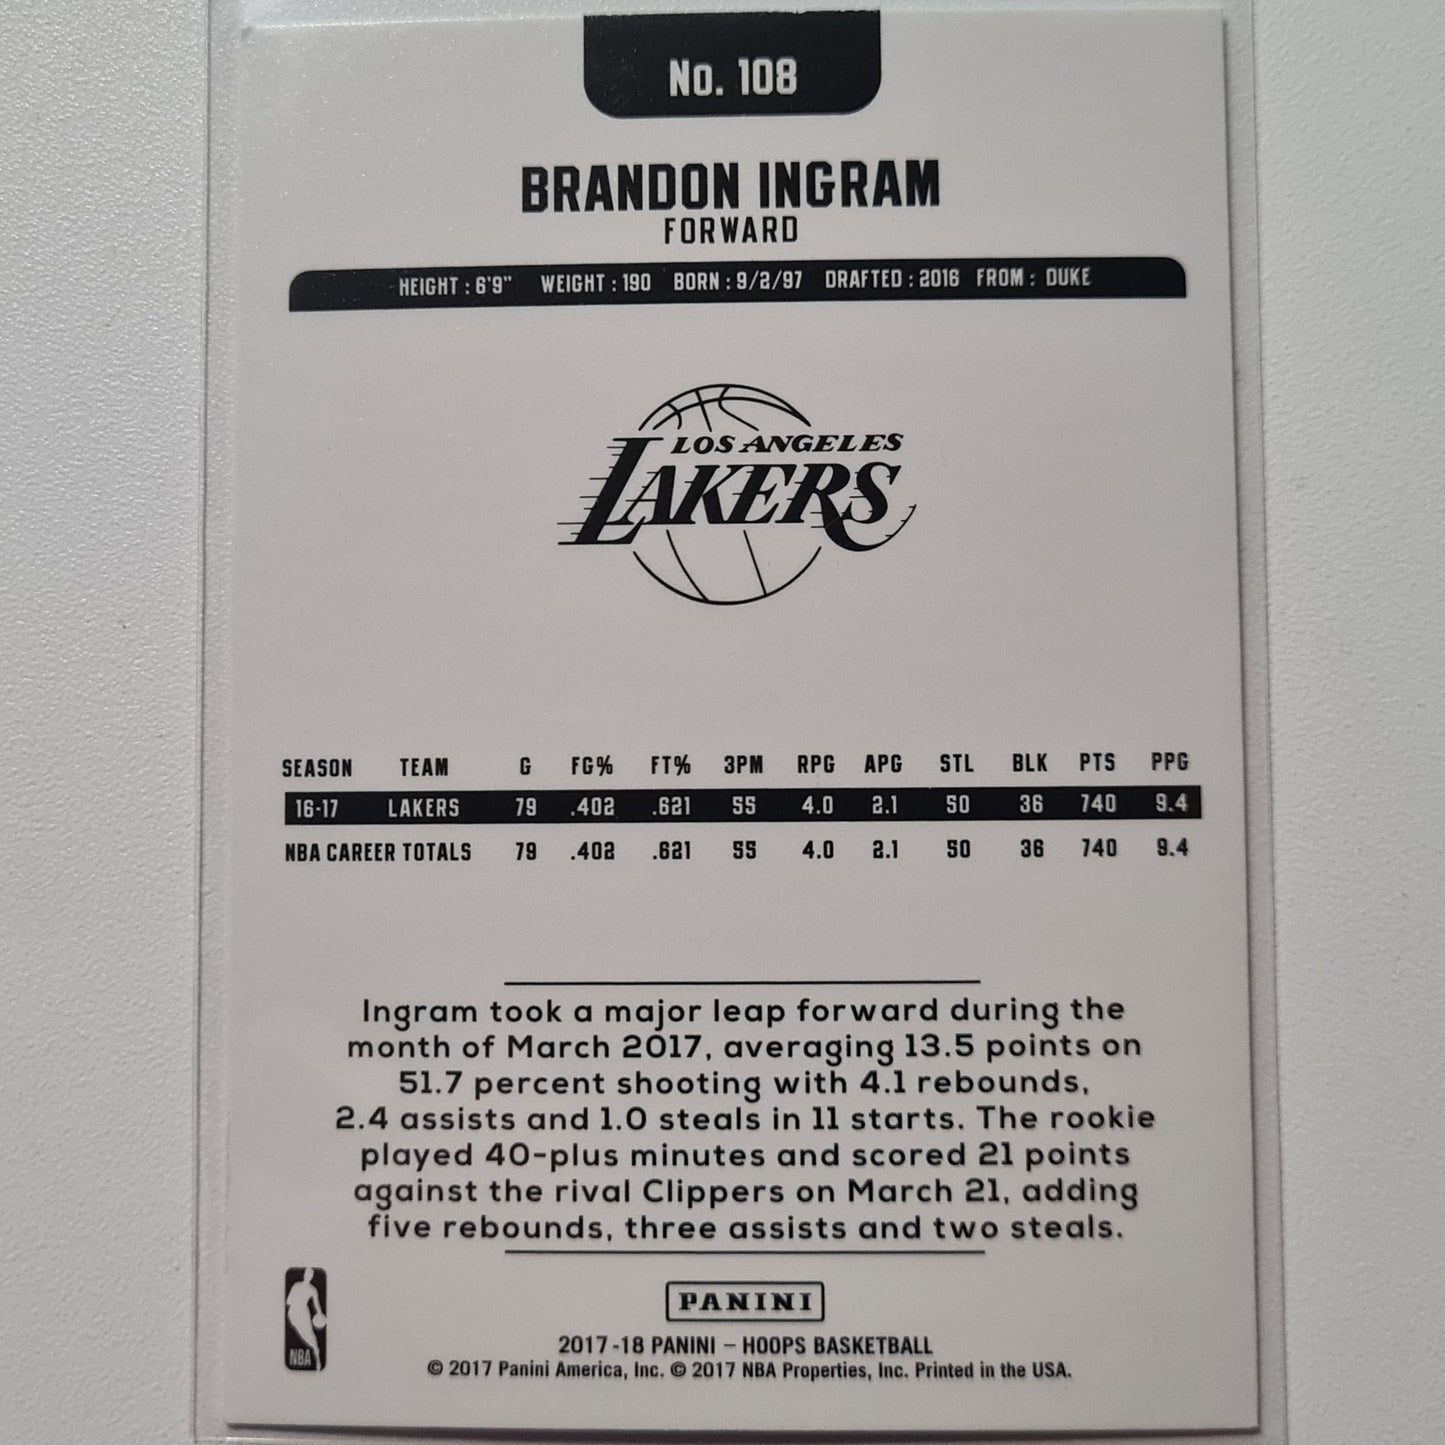 No. 108
BRANDON INGRAM
FORWARD
HEIGHT : 6'9" WEIGHT : 190 BORN : 9/2/97 DRAFTED : 2016 FROM : DUKE
LOS ANGELES
LAKERS
SEASON TEAM G FG% FT% 3PM RPG APG STL BLK PTS PPG
16-17 LAKERS 79 .402 .621 55 4.0 2.1 50 36 740 9.4
NBA CAREER TOTALS 79 .402 .621 55 4.0 2.1 50 36 740 9.4
Ingram took a major leap forward during the
month of March 2017, averaging 13.5 points on
51.7 percent shooting with 4.1 rebounds,
2.4 assists and 1.0 steals in 11 starts. The rookie
played 40-plus minutes and scored 21 points
against the rival Clippers on March 21, adding
five rebounds, three assists and two steals.
NBA
PANINI
2017-18 PANINI – HOOPS BASKETBALL
© 2017 Panini America, Inc. © 2017 NBA Properties, Inc. Printed in the USA.